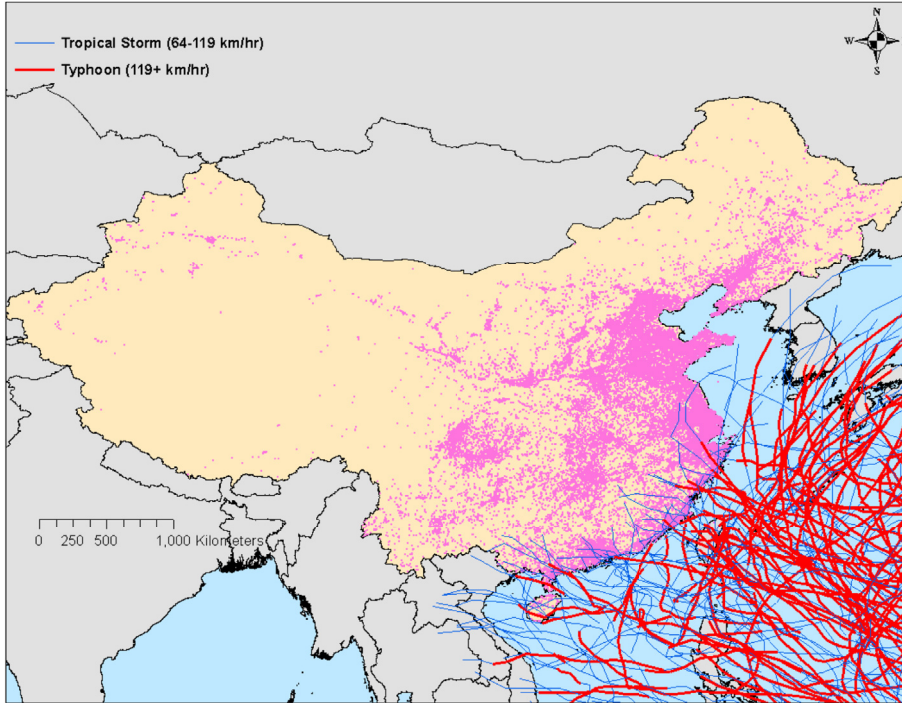 Tropical Storm (64-119 km/hr)
Typhoon (119+ km/hr)
N
W E
S
0 250 500 1,000 Kilometers